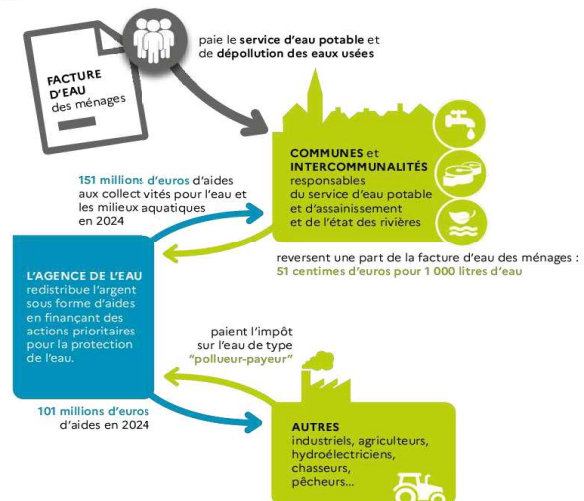 FACTURE
D'EAU
des ménages
paie le service d'eau potable et
de dépollution des eaux usées
COMMUNES et
INTERCOMMUNALITÉS
responsables
du service d'eau potable
et d'assainissement
et de l'état des rivières
151 millions d'euros d'aides
aux collect vités pour l'eau et
les milieux aquatiques
en 2024
reversent une part de la facture d'eau des ménages :
51 centimes d'euros pour 1 000 litres d'eau
L'AGENCE DE L'EAU
redistribue l'argent
sous forme d'aides
en finançant des
actions prioritaires
pour la protection
de l'eau.
paient l'impôt
sur l'eau de type
"pollueur-payeur"
101 millions d'euros
d'aides en 2024
AUTRES
industriels, agriculteurs,
hydroélectriciens,
chasseurs,
pêcheurs...